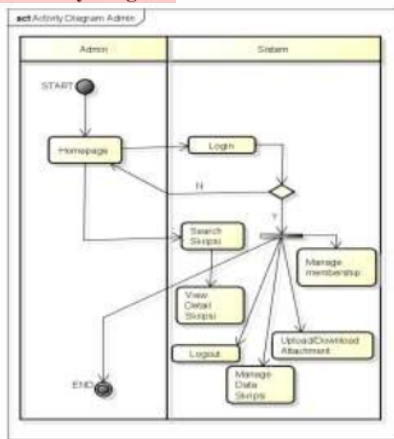 act Activity Diagram Admin
Admin
Sistem
START
Homepage
Login
N
Y
Search
Skripsi
Manage
membership
View
Detail
Skripsi
Upload/Download
Attachment
Logout
Manage
Data
Skripsi
END